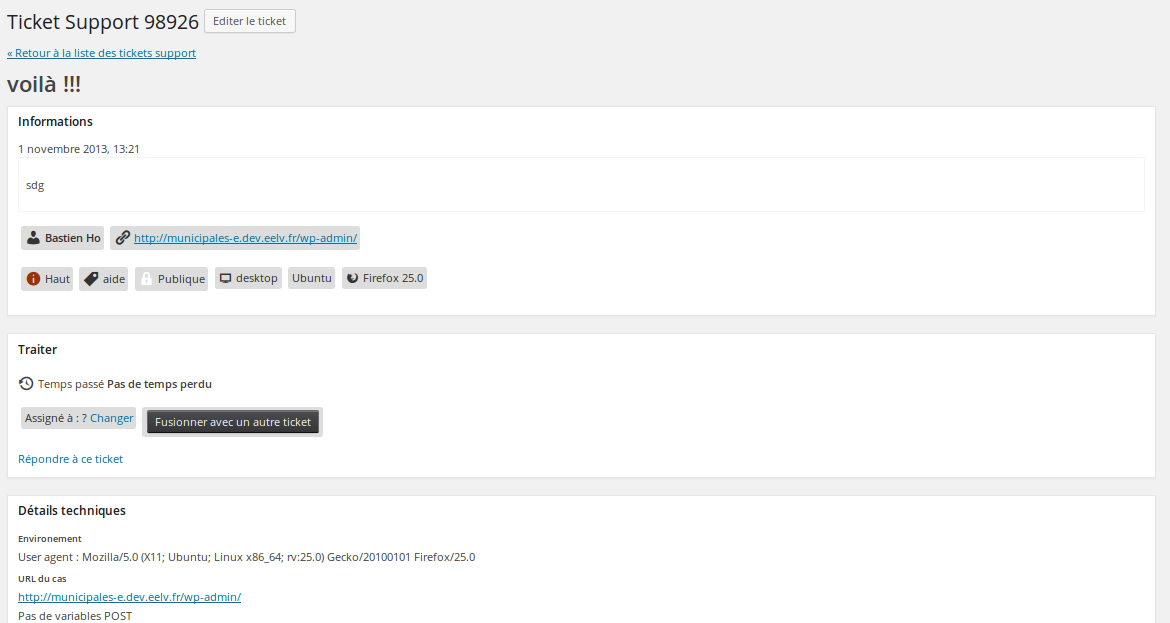 Ticket Support 98926 Editer le ticket
« Retour à la liste des tickets support
voilà !!!
Informations
1 novembre 2013, 13:21
sdg
Bastien Ho http://municipales-e.dev.eelv.fr/wp-admin/
Haut aide Publique desktop Ubuntu Firefox 25.0
Traiter
Temps passé Pas de temps perdu
Assigné à : ? Changer Fusionner avec un autre ticket
Répondre à ce ticket
Détails techniques
Environement
User agent : Mozilla/5.0 (X11; Ubuntu; Linux x86_64; rv:25.0) Gecko/20100101 Firefox/25.0
URL du cas
http://municipales-e.dev.eelv.fr/wp-admin/
Pas de variables POST